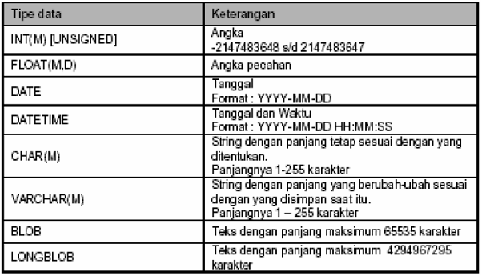 Tipe data
Keterangan
INT(M) [UNSIGNED]
Angka
-2147483648 s/d 2147483647
FLOAT(M,D)
Angka pecahan
DATE
Tanggal
Format : YYYY-MM-DD
DATETIME
Tanggal dan Waktu
Format : YYYY-MM-DD HH:MM:SS
CHAR(M)
String dengan panjang tetap sesuai dengan yang
ditentukan.
Panjangnya 1-255 karakter
VARCHAR(M)
String dengan panjang yang berubah-ubah sesuai
dengan yang disimpan saat itu.
Panjangnya 1 – 255 karakter
BLOB
Teks dengan panjang maksimum 65535 karakter
LONGBLOB
Teks dengan panjang maksimum 4294967295
karakter